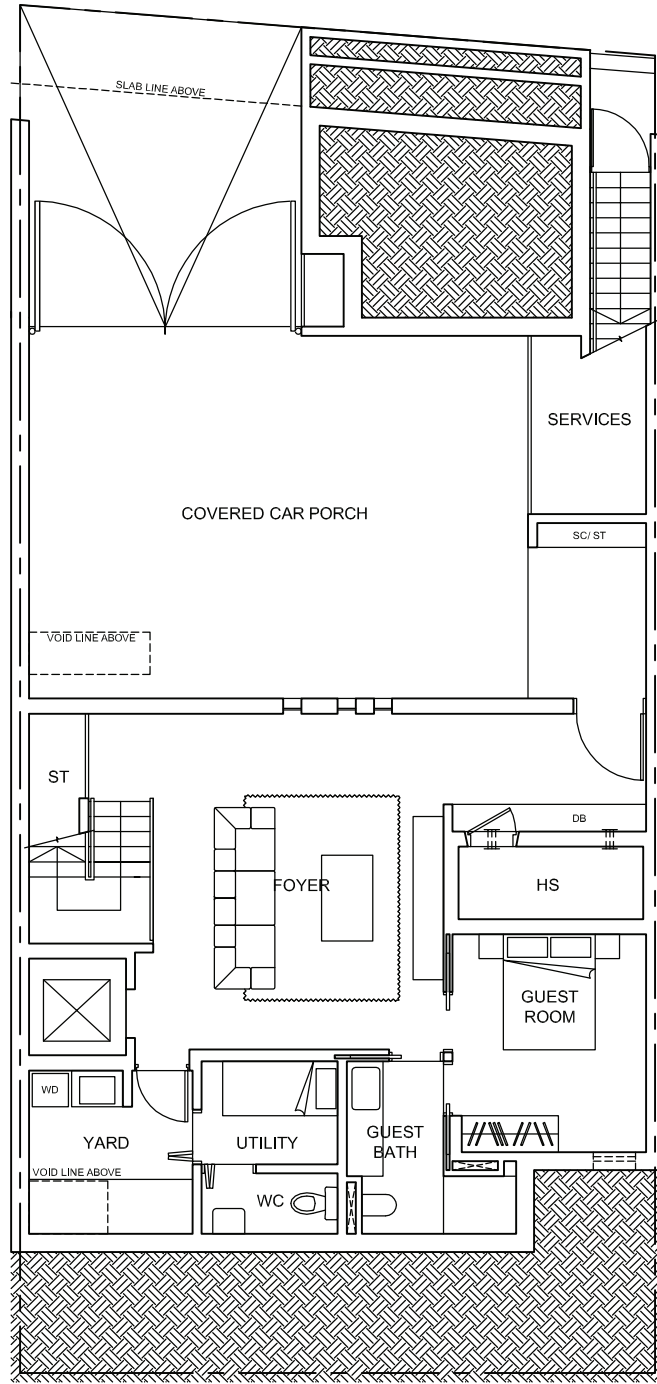 SLAB LINE ABOVE
SERVICES
COVERED CAR PORCH
SC/ ST
VOID LINE ABOVE
ST
DB
FOYER
HS
GUEST
ROOM
WD
YARD
UTILITY
GUEST
BATH
VOID LINE ABOVE
WC